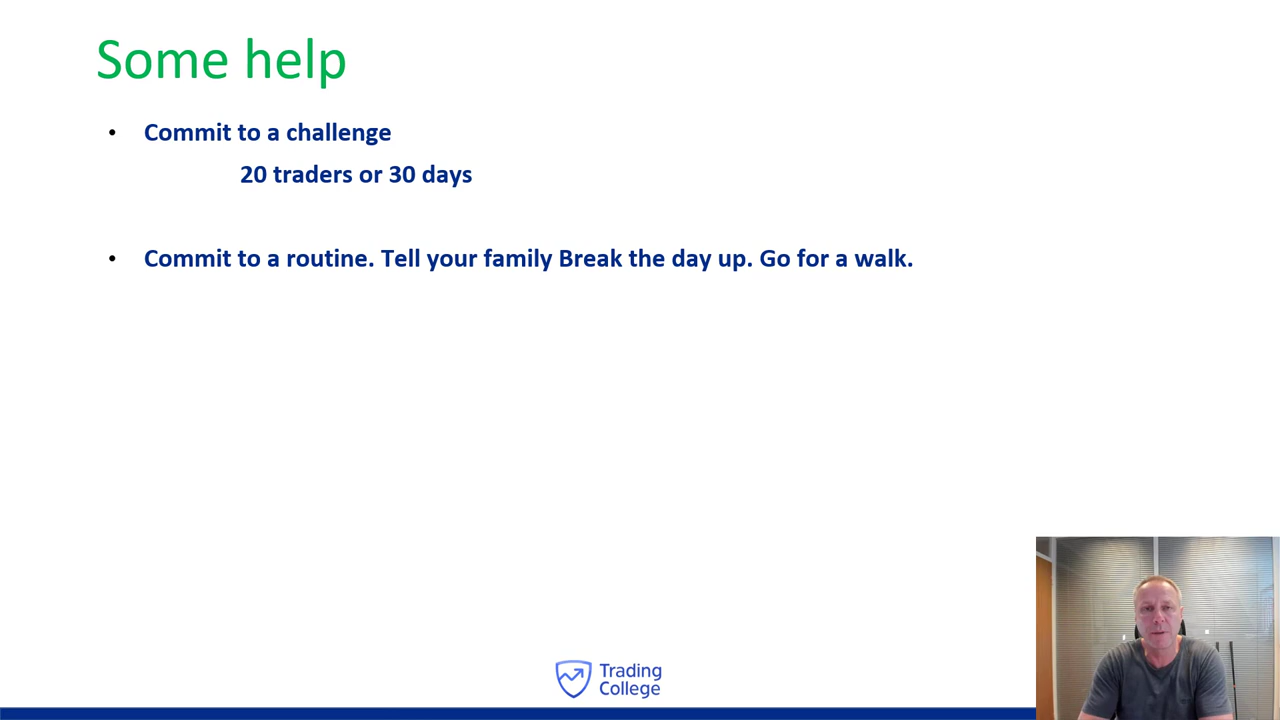 Some help
• Commit to a challenge
20 traders or 30 days
• Commit to a routine. Tell your family Break the day up. Go for a walk.
Trading
College